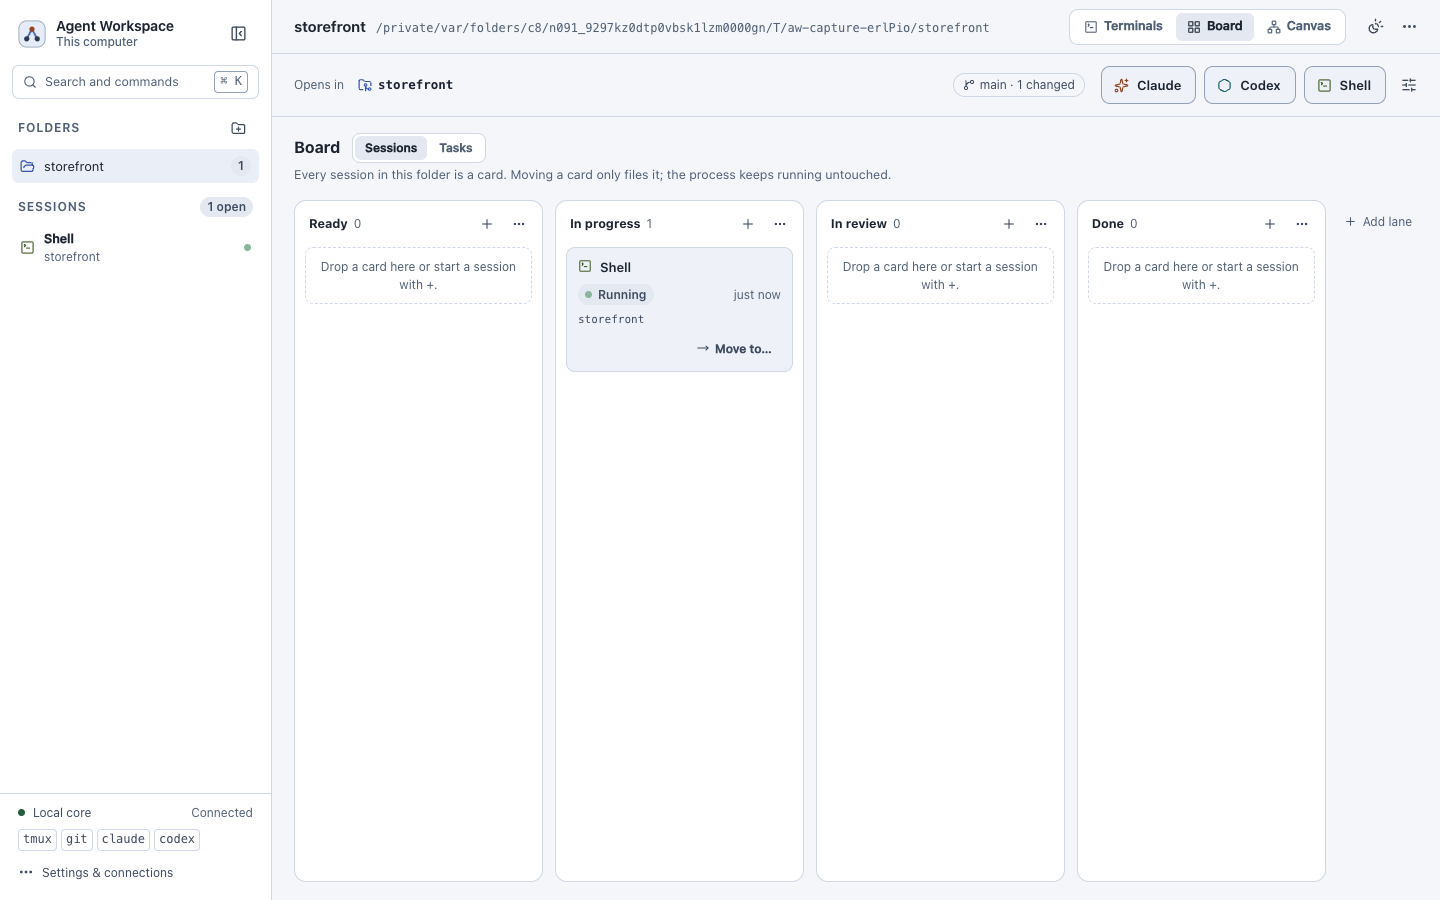 Agent Workspace
This computer
Search and commands ⌘ K
FOLDERS
storefront 1
SESSIONS 1 open
Shell
storefront
Local core Connected
tmux git claude codex
Settings & connections
storefront /private/var/folders/c8/n091_9297kz0dtp0vbsk1lzm0000gn/T/aw-capture-erlPio/storefront
Terminals Board Canvas
Opens in storefront
main · 1 changed
Claude Codex Shell
Board Sessions Tasks
Every session in this folder is a card. Moving a card only files it; the process keeps running untouched.
Ready 0
Drop a card here or start a session
with +.
In progress 1
Shell
Running just now
storefront
→ Move to...
In review 0
Drop a card here or start a session
with +.
Done 0
Drop a card here or start a session
with +.
+ Add lane